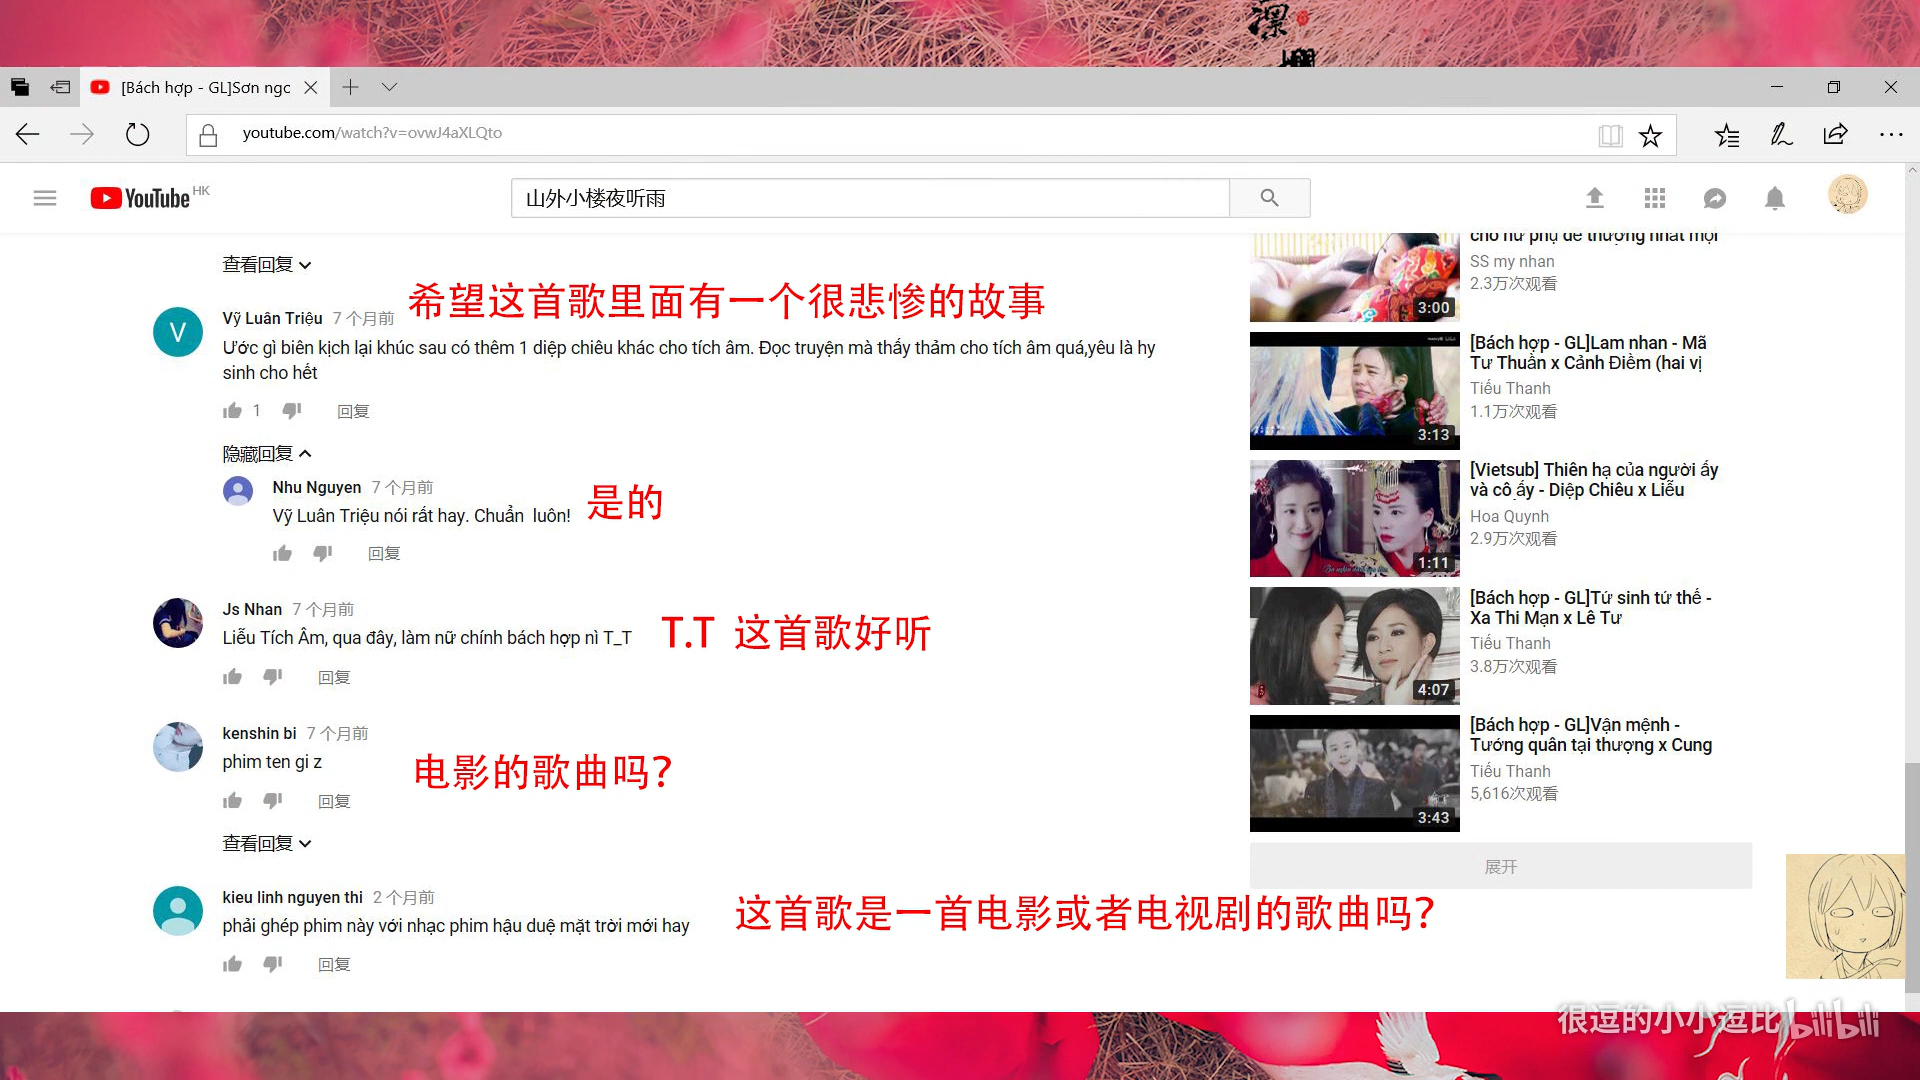 凛
[Bách hợp - GL]Sơn ngc
youtube.com/watch?v=ovwJ4aXLQto
YouTube HK
山外小楼夜听雨
查看回复
希望这首歌里面有一个很悲惨的故事
V
Vỹ Luân Triệu 7 个月前
Ước gì biên kịch lại khúc sau có thêm 1 diệp chiêu khác cho tích âm. Đọc truyện mà thấy thảm cho tích âm quá,yêu là hy
sinh cho hết
1 回复
隐藏回复
Nhu Nguyen 7 个月前
Vỹ Luân Triệu nói rất hay. Chuẩn luôn!
是的
回复
Js Nhan 7 个月前
Liễu Tích Âm, qua đây, làm nữ chính bách hợp nì T_T
T.T 这首歌好听
回复
kenshin bi 7 个月前
phim ten gi z
电影的歌曲吗?
回复
查看回复
kieu linh nguyen thi 2 个月前
phải ghép phim này với nhạc phim hậu duệ mặt trời mới hay
这首歌是一首电影或者电视剧的歌曲吗?
回复
cho nữ phụ dễ thương nhất mọi
SS my nhan
2.3万次观看
3:00
[Bách hợp - GL]Lam nhan - Mã
Tư Thuần x Cảnh Điềm (hai vị
Tiếu Thanh
1.1万次观看
3:13
[Vietsub] Thiên hạ của người ấy
và cô ấy - Diệp Chiêu x Liễu
Hoa Quynh
2.9万次观看
1:11
[Bách hợp - GL]Tứ sinh tứ thế -
Xa Thi Mạn x Lê Tư
Tiếu Thanh
3.8万次观看
4:07
[Bách hợp - GL]Vận mệnh -
Tướng quân tại thượng x Cung
Tiếu Thanh
5,616次观看
3:43
展开
很逗的小小逗比 bilibili